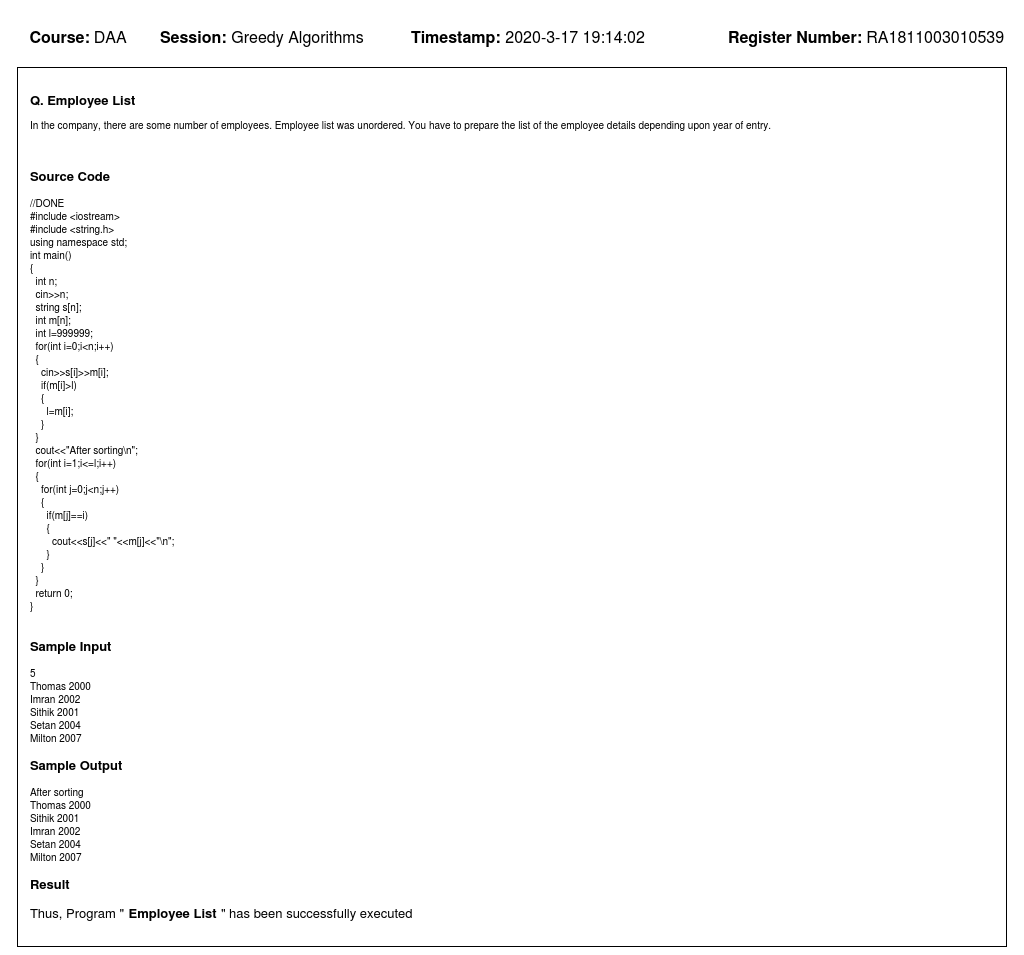 Course: DAA Session: Greedy Algorithms Timestamp: 2020-3-17 19:14:02 Register Number: RA1811003010539
Q. Employee List
In the company, there are some number of employees. Employee list was unordered. You have to prepare the list of the employee details depending upon year of entry.
Source Code
//DONE
#include <iostream>
#include <string.h>
using namespace std;
int main()
{
  int n;
  cin>>n;
  string s[n];
  int m[n];
  int l=999999;
  for(int i=0;i<n;i++)
  {
    cin>>s[i]>>m[i];
    if(m[i]>l)
    {
      l=m[i];
    }
  }
  cout<<"After sorting\n";
  for(int i=1;i<=l;i++)
  {
    for(int j=0;j<n;j++)
    {
      if(m[j]==i)
      {
        cout<<s[j]<<" "<<m[j]<<"\n";
      }
    }
  }
  return 0;
}
Sample Input
5
Thomas 2000
Imran 2002
Sithik 2001
Setan 2004
Milton 2007
Sample Output
After sorting
Thomas 2000
Sithik 2001
Imran 2002
Setan 2004
Milton 2007
Result
Thus, Program " Employee List " has been successfully executed